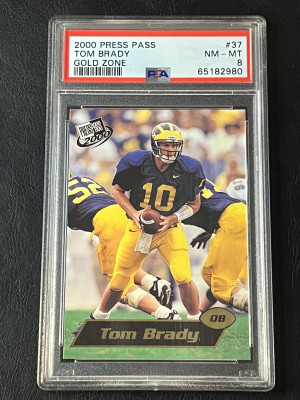 2000 PRESS PASS #37
TOM BRADY NM - MT
GOLD ZONE 8
PSA 65182980
PRESS PASS
2000
52
10
QB
Tom Brady